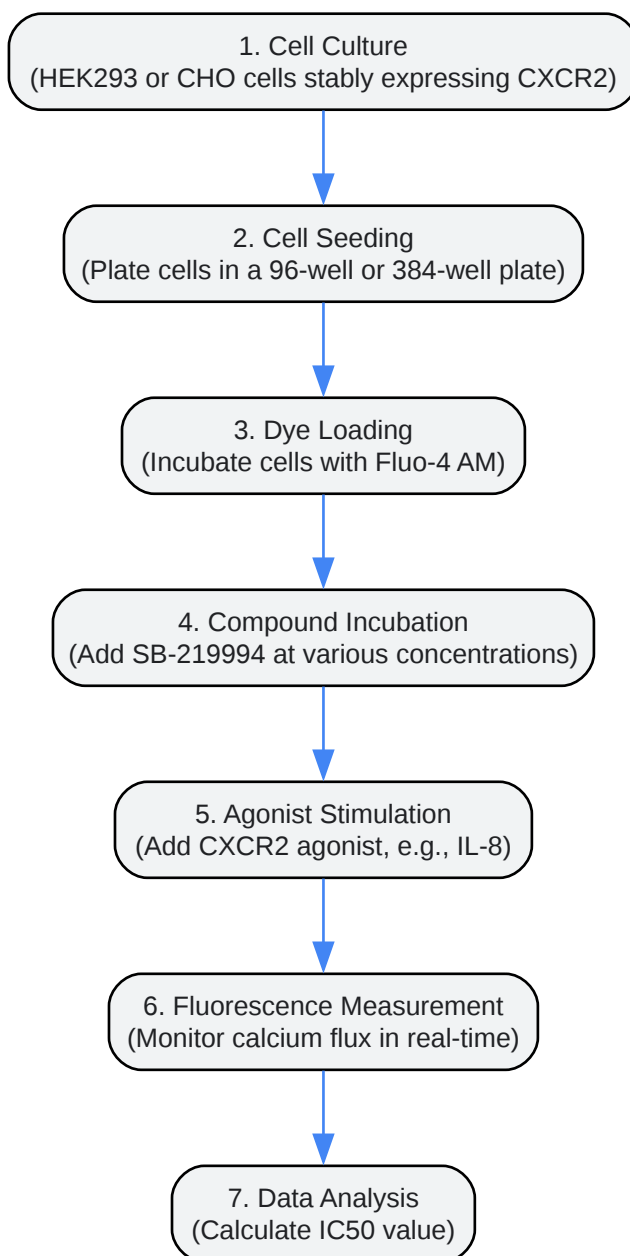 1. Cell Culture
(HEK293 or CHO cells stably expressing CXCR2)
2. Cell Seeding
(Plate cells in a 96-well or 384-well plate)
3. Dye Loading
(Incubate cells with Fluo-4 AM)
4. Compound Incubation
(Add SB-219994 at various concentrations)
5. Agonist Stimulation
(Add CXCR2 agonist, e.g., IL-8)
6. Fluorescence Measurement
(Monitor calcium flux in real-time)
7. Data Analysis
(Calculate IC50 value)